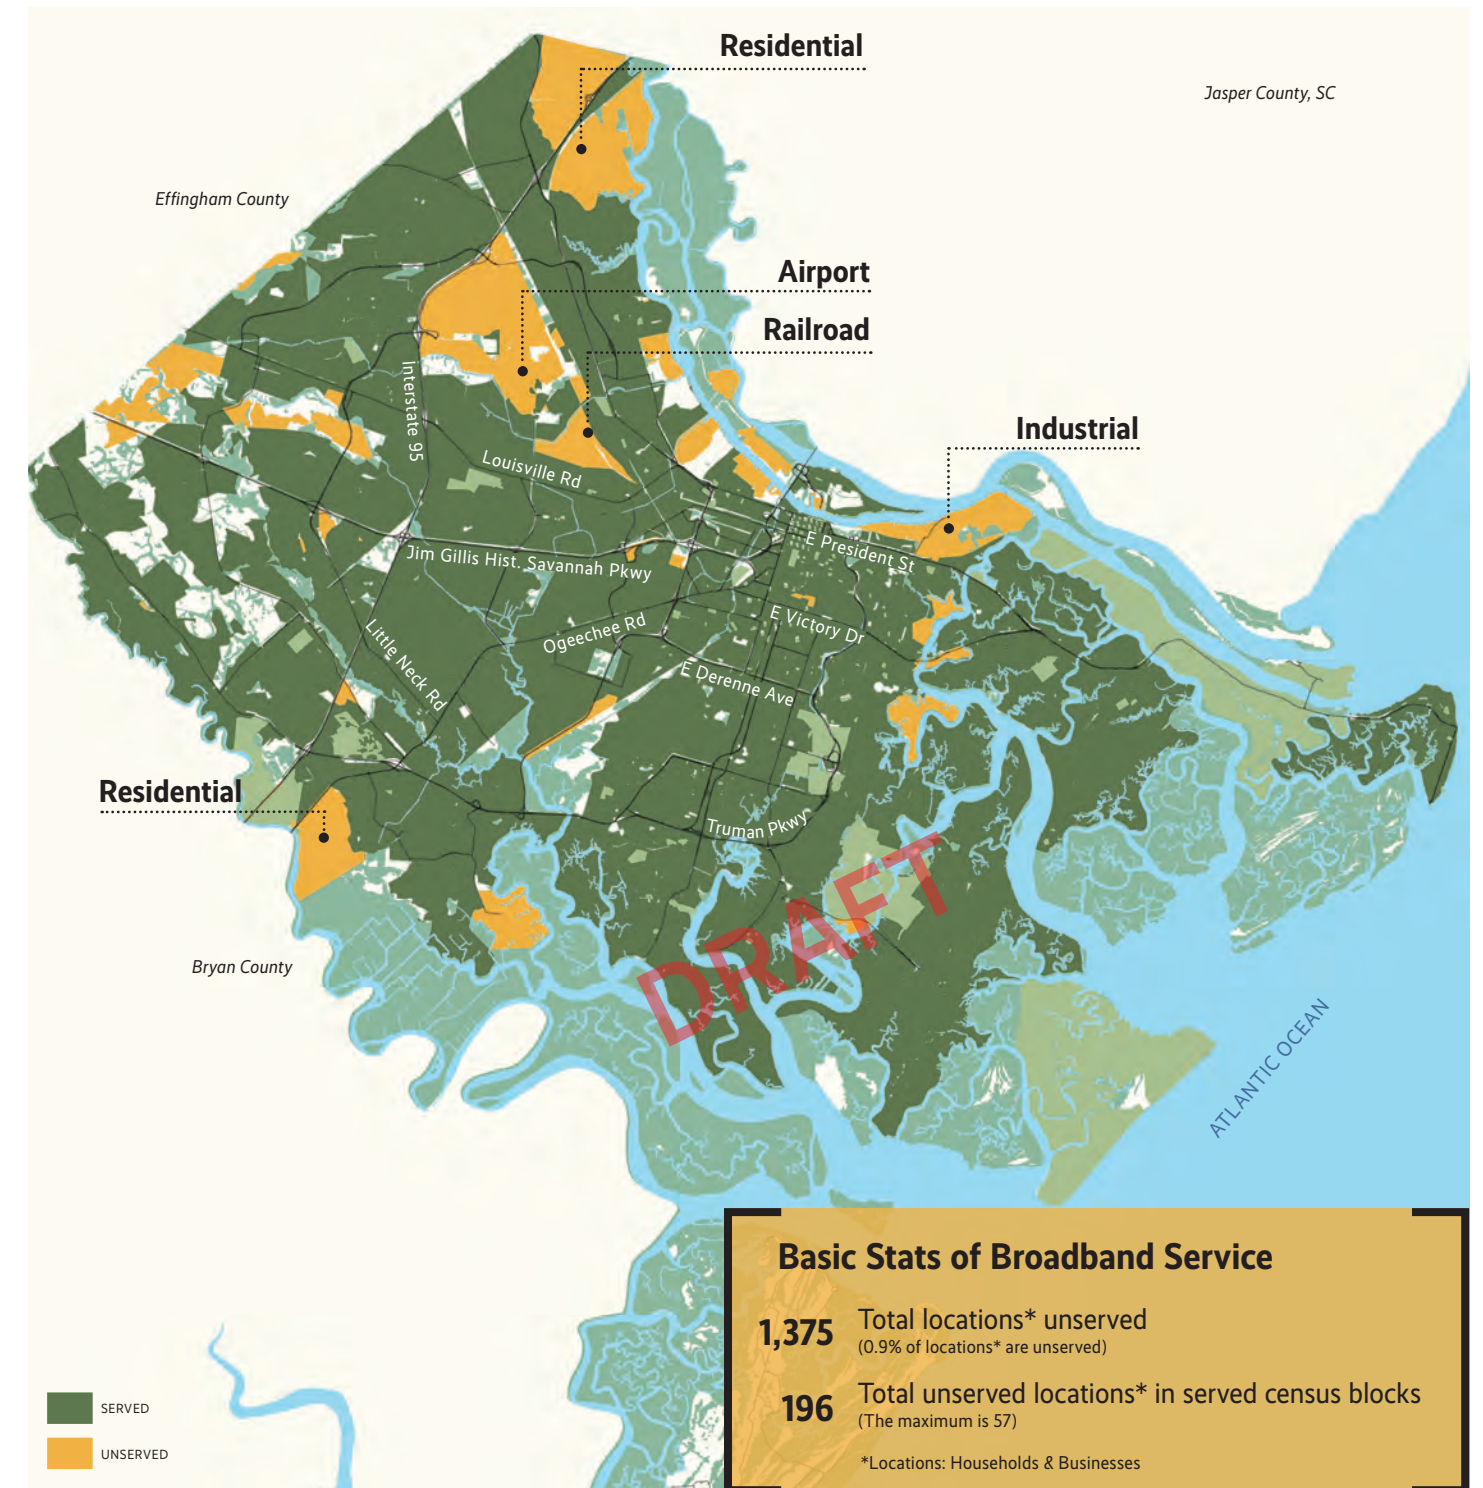 Residential
Jasper County, SC
Effingham County
Airport
Railroad
Interstate 95
Industrial
Louisville Rd
E President St
Jim Gillis Hist. Savannah Pkwy
E Victory Dr
Ogeechee Rd
Little Neck Rd
E Derenne Ave
Residential
Truman Pkwy
DRAFT
Bryan County
ATLANTIC OCEAN
Basic Stats of Broadband Service
1,375 Total locations* unserved
(0.9% of locations* are unserved)
196 Total unserved locations* in served census blocks
(The maximum is 57)
*Locations: Households & Businesses
SERVED
UNSERVED